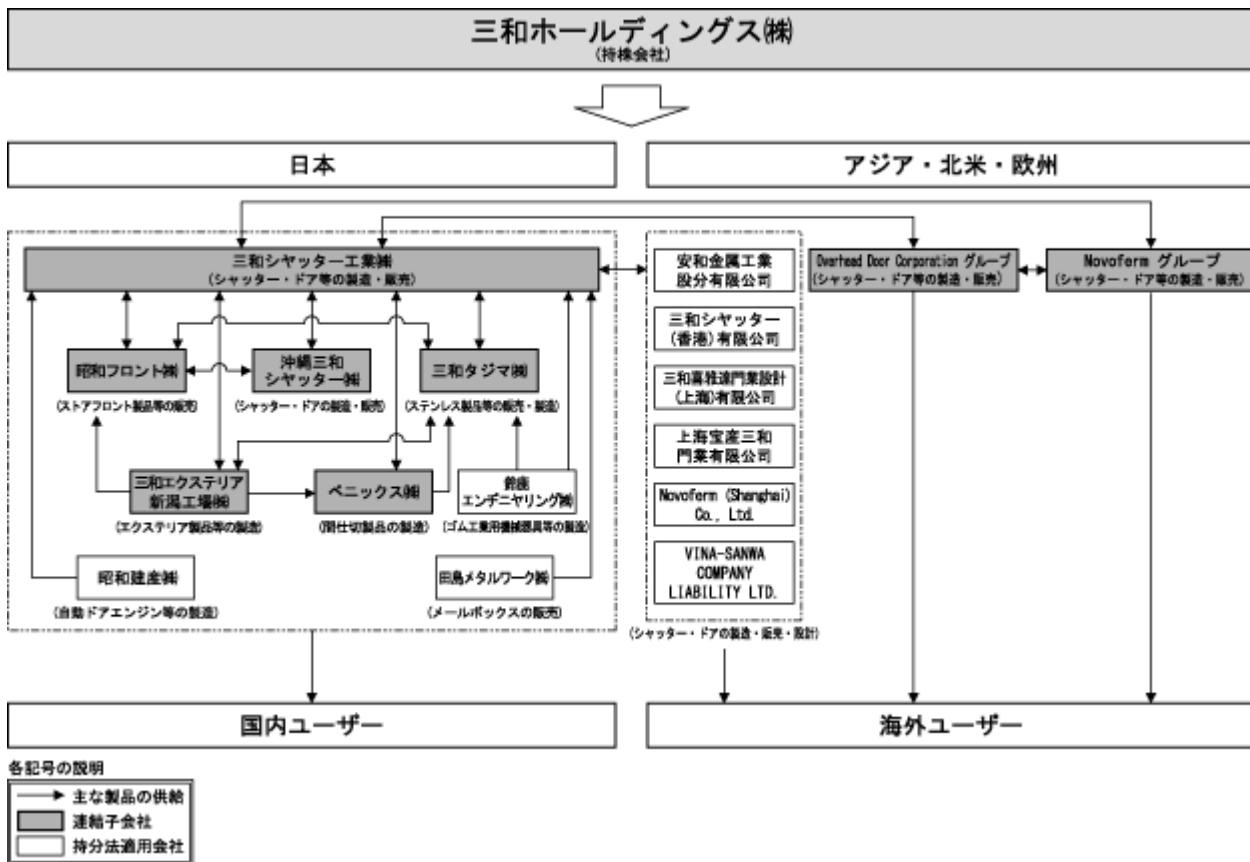 三和ホールディングス㈱
(持株会社)
日本
アジア・北米・欧州
三和シヤッター工業㈱
(シャッター・ドア等の製造・販売)
安和金属工業
股分有限公司
Overhead Door Corporation グループ
(シャッター・ドア等の製造・販売)
Novoferm グループ
(シャッター・ドア等の製造・販売)
三和シヤッター
(香港)有限公司
昭和フロント㈱
(ストアフロント製品等の販売)
沖縄三和
シヤッター㈱
(シャッター・ドアの製造・販売)
三和タジマ㈱
(ステンレス製品等の販売・製造)
三和喜雅達門業設計
(上海)有限公司
上海宝産三和
門業有限公司
三和エクステリア
新潟工場㈱
(エクステリア製品等の製造)
ベニックス㈱
(間仕切製品の製造)
鈴座
エンヂニヤリング㈱
(ゴム工業用機械器具等の製造)
Novoferm (Shanghai)
Co., Ltd.
昭和建産㈱
(自動ドアエンジン等の製造)
田島メタルワーク㈱
(メールボックスの販売)
VINA-SANWA
COMPANY
LIABILITY LTD.
(シャッター・ドアの製造・販売・設計)
国内ユーザー
海外ユーザー
各記号の説明
主な製品の供給
連結子会社
持分法適用会社